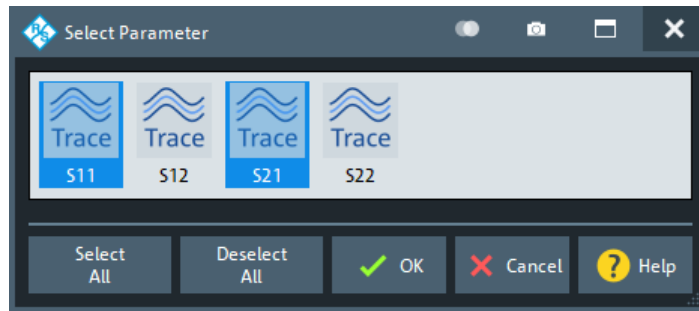 R&S Select Parameter
Trace Trace Trace Trace
S11 S12 S21 S22
Select
All
Deselect
All
OK
Cancel
? Help